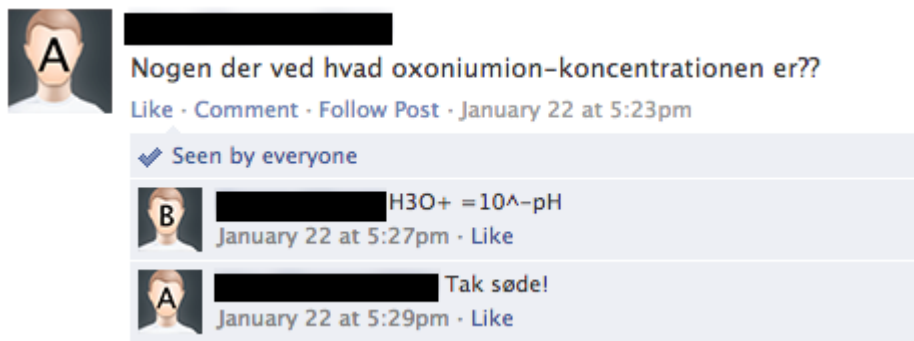 A
Nogen der ved hvad oxoniumion-koncentrationen er??
Like · Comment · Follow Post · January 22 at 5:23pm
Seen by everyone
B
H3O+ =10^-pH
January 22 at 5:27pm · Like
A
Tak søde!
January 22 at 5:29pm · Like